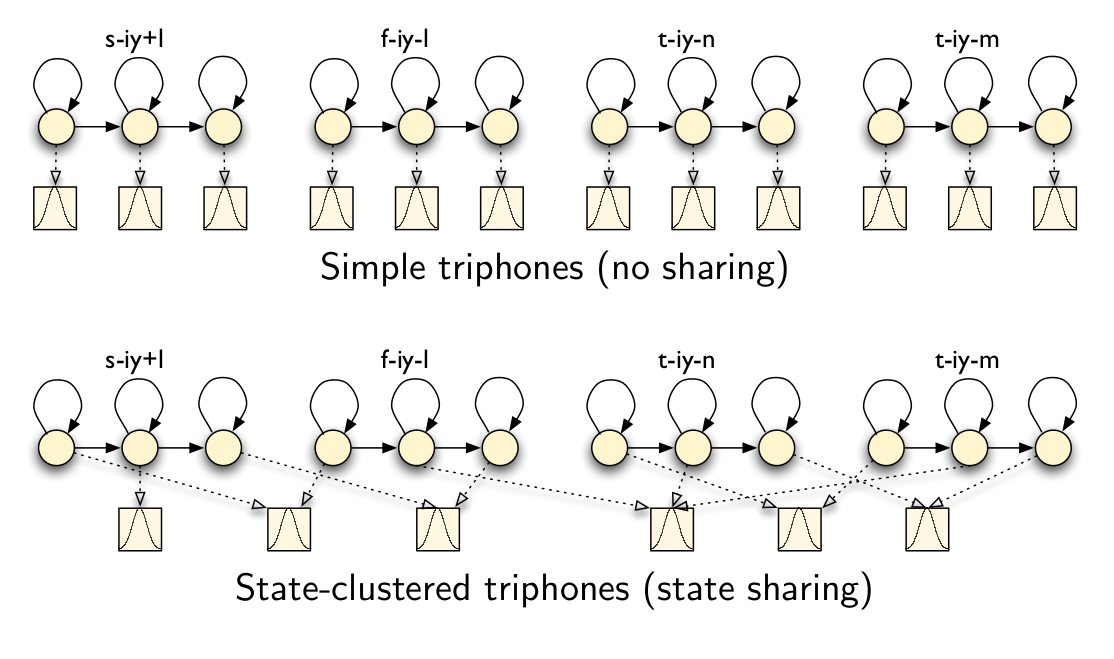 s-iy+l f-iy-l t-iy-n t-iy-m
Simple triphones (no sharing)
s-iy+l f-iy-l t-iy-n t-iy-m
State-clustered triphones (state sharing)